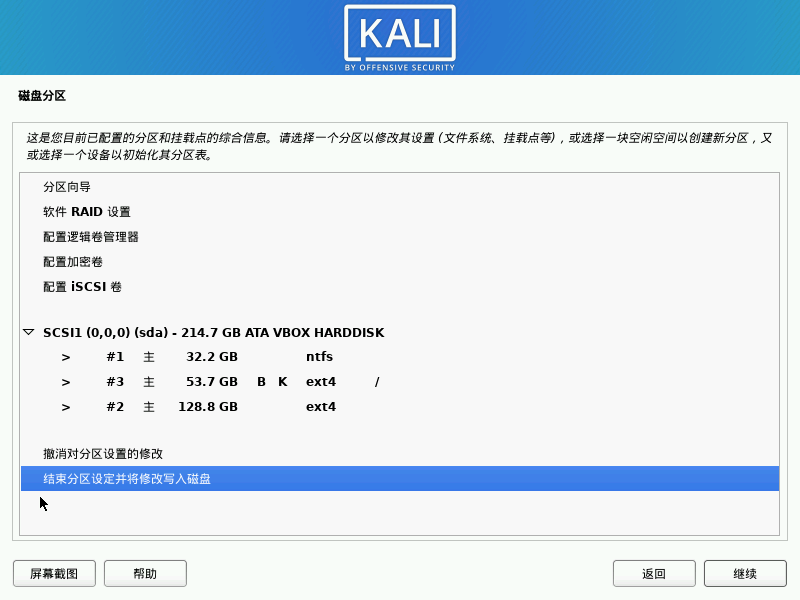 KALI
BY OFFENSIVE SECURITY
磁盘分区
这是您目前已配置的分区和挂载点的综合信息。请选择一个分区以修改其设置 (文件系统、挂载点等)，或选择一块空闲空间以创建新分区，又
或选择一个设备以初始化其分区表。
分区向导
软件 RAID 设置
配置逻辑卷管理器
配置加密卷
配置 iSCSI 卷
SCSI1 (0,0,0) (sda) - 214.7 GB ATA VBOX HARDDISK
> #1 主 32.2 GB ntfs
> #3 主 53.7 GB B K ext4 /
> #2 主 128.8 GB ext4
撤消对分区设置的修改
结束分区设定并将修改写入磁盘
屏幕截图 帮助 返回 继续